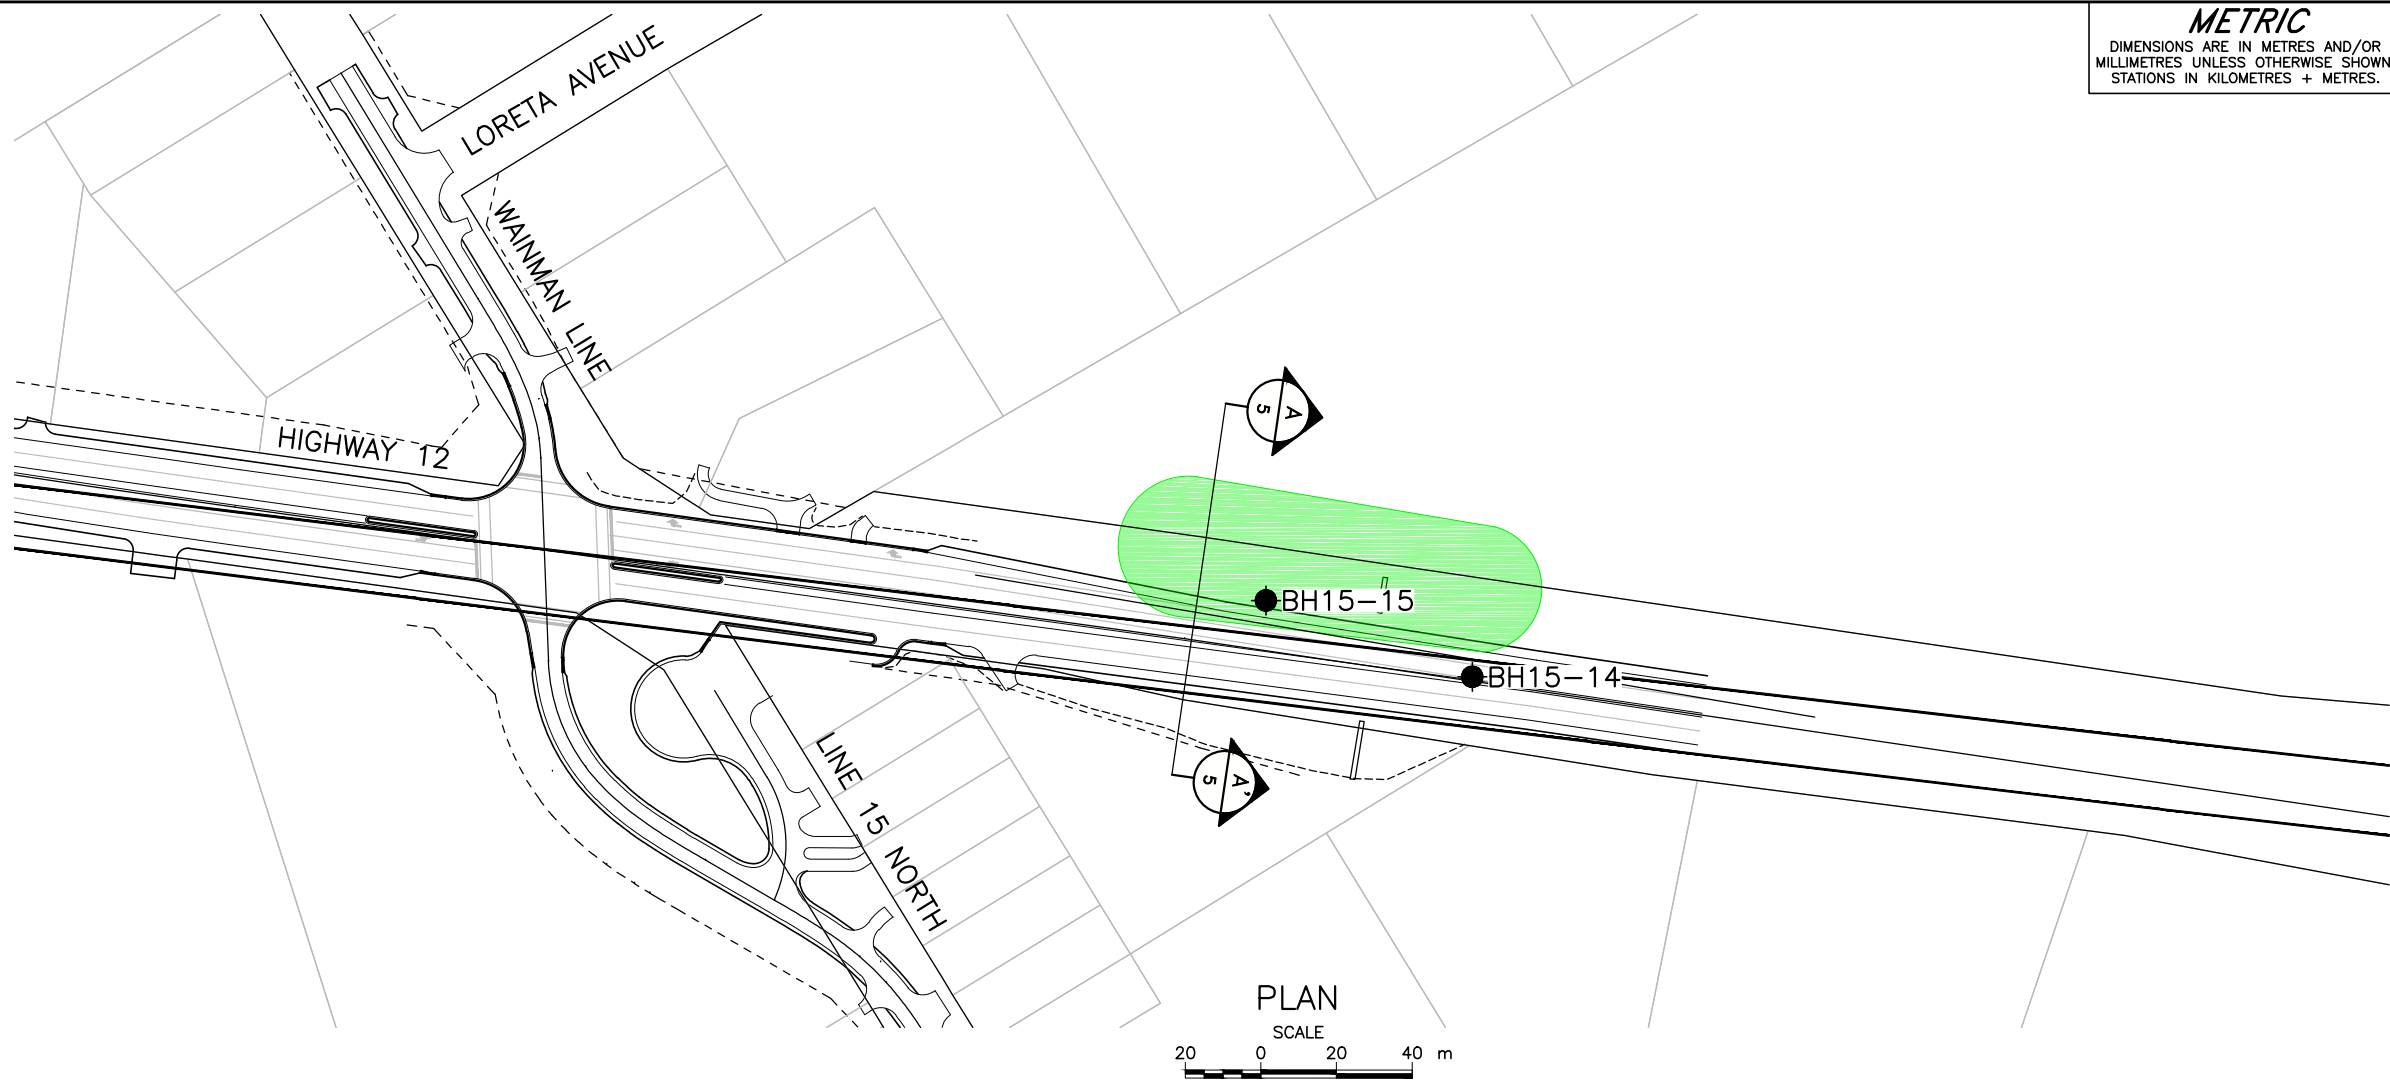 METRIC
DIMENSIONS ARE IN METRES AND/OR
MILLIMETRES UNLESS OTHERWISE SHOWN
STATIONS IN KILOMETRES + METRES.
LORETA AVENUE
WAINMAN LINE
HIGHWAY 12
A
5
BH15-15
BH15-14
A'
5
LINE 15 NORTH
PLAN
SCALE
20 0 20 40 m